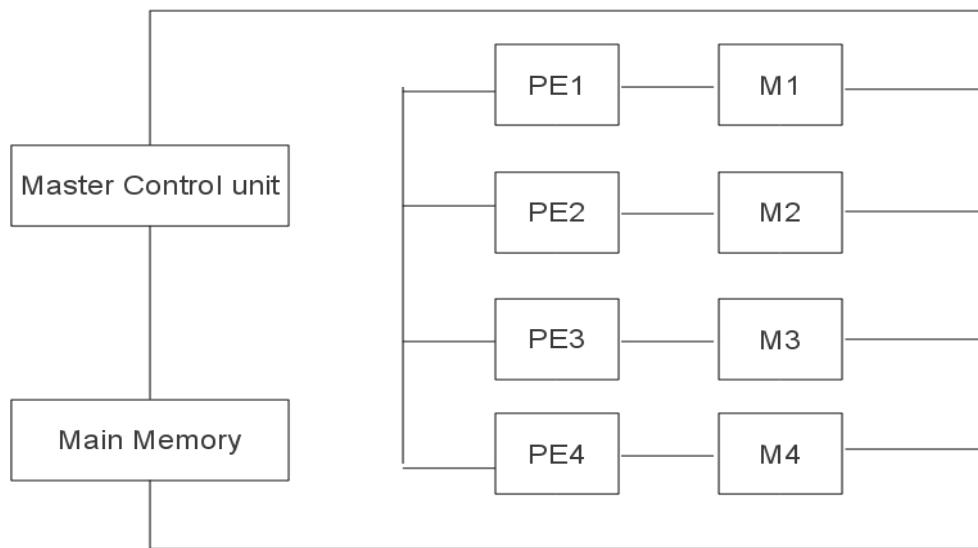 PE1
M1
Master Control unit
PE2
M2
PE3
M3
Main Memory
PE4
M4